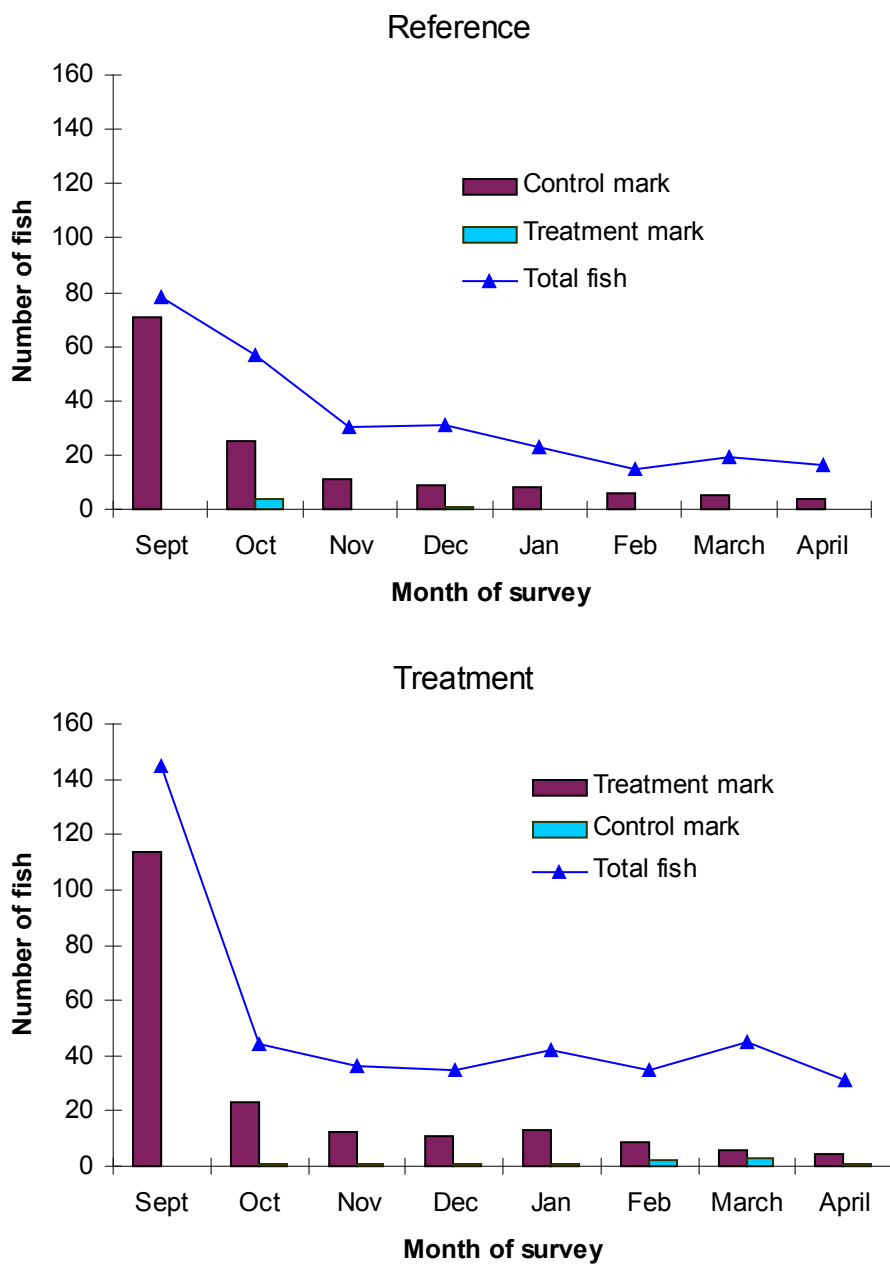 Reference
160
140
120
100
80
60
40
20
0
Number of fish
Control mark
Treatment mark
Total fish
Sept Oct Nov Dec Jan Feb March April
Month of survey
Treatment
160
140
120
100
80
60
40
20
0
Number of fish
Treatment mark
Control mark
Total fish
Sept Oct Nov Dec Jan Feb March April
Month of survey